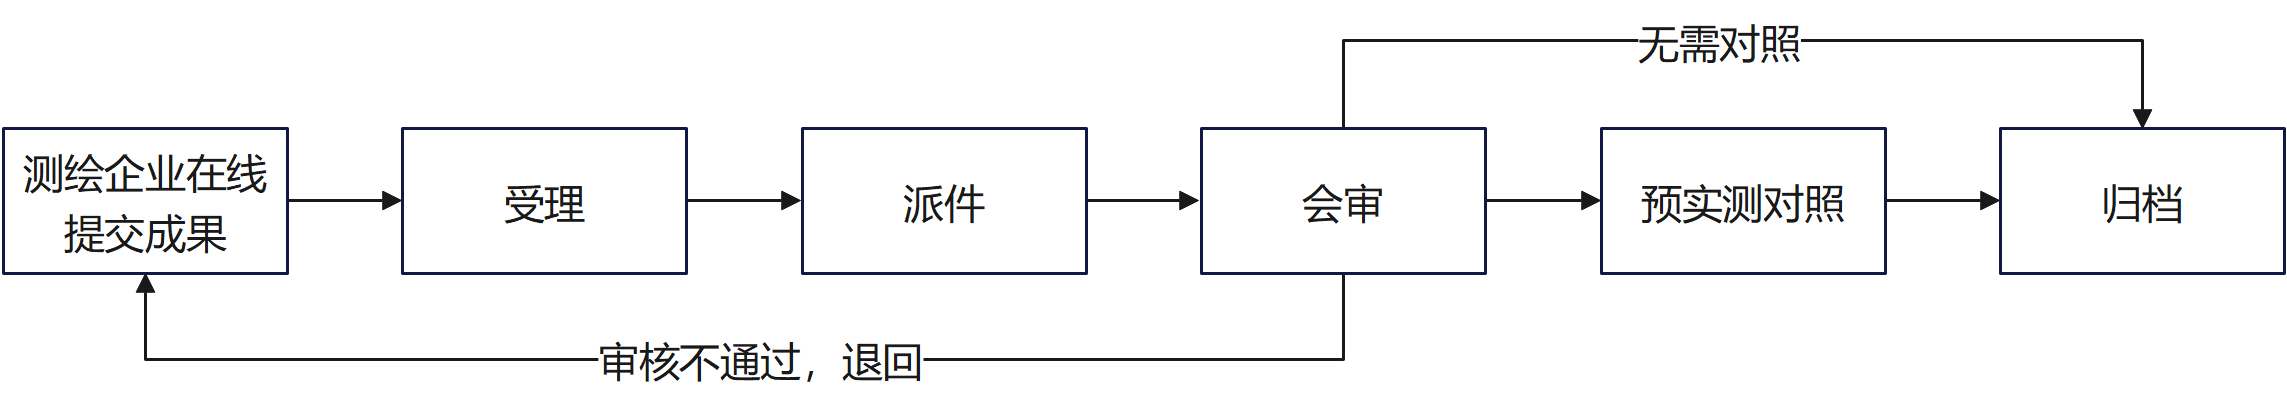 无需对照
测绘企业在线
提交成果
受理
派件
会审
预实测对照
归档
审核不通过，退回